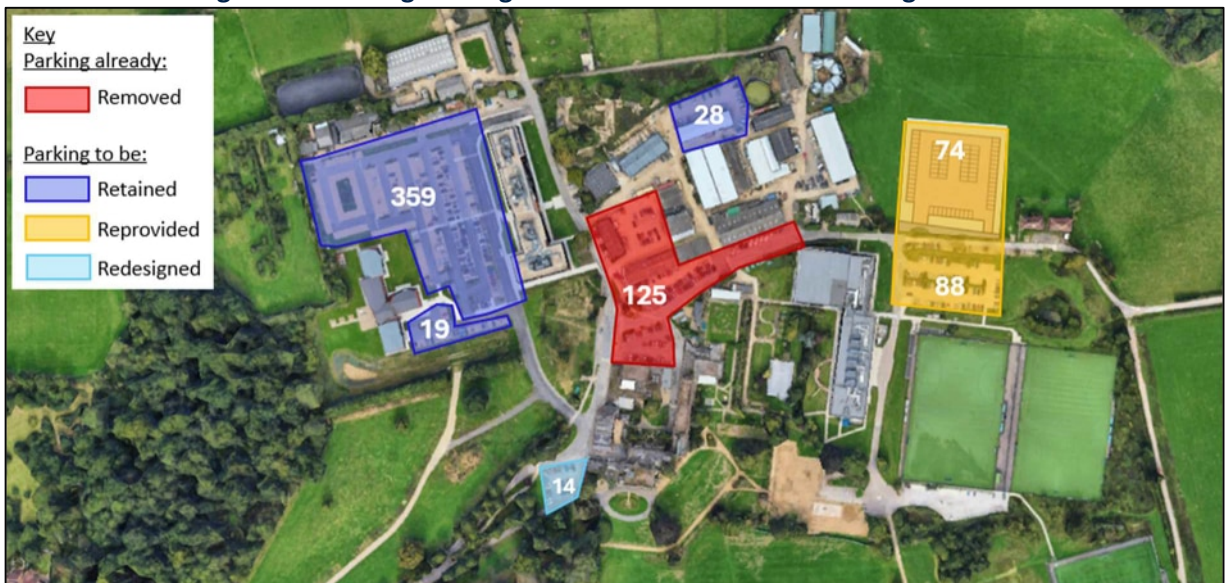 Key
Parking already:
Removed
Parking to be:
Retained
Reprovided
Redesigned
28
74
359
125
88
19
14